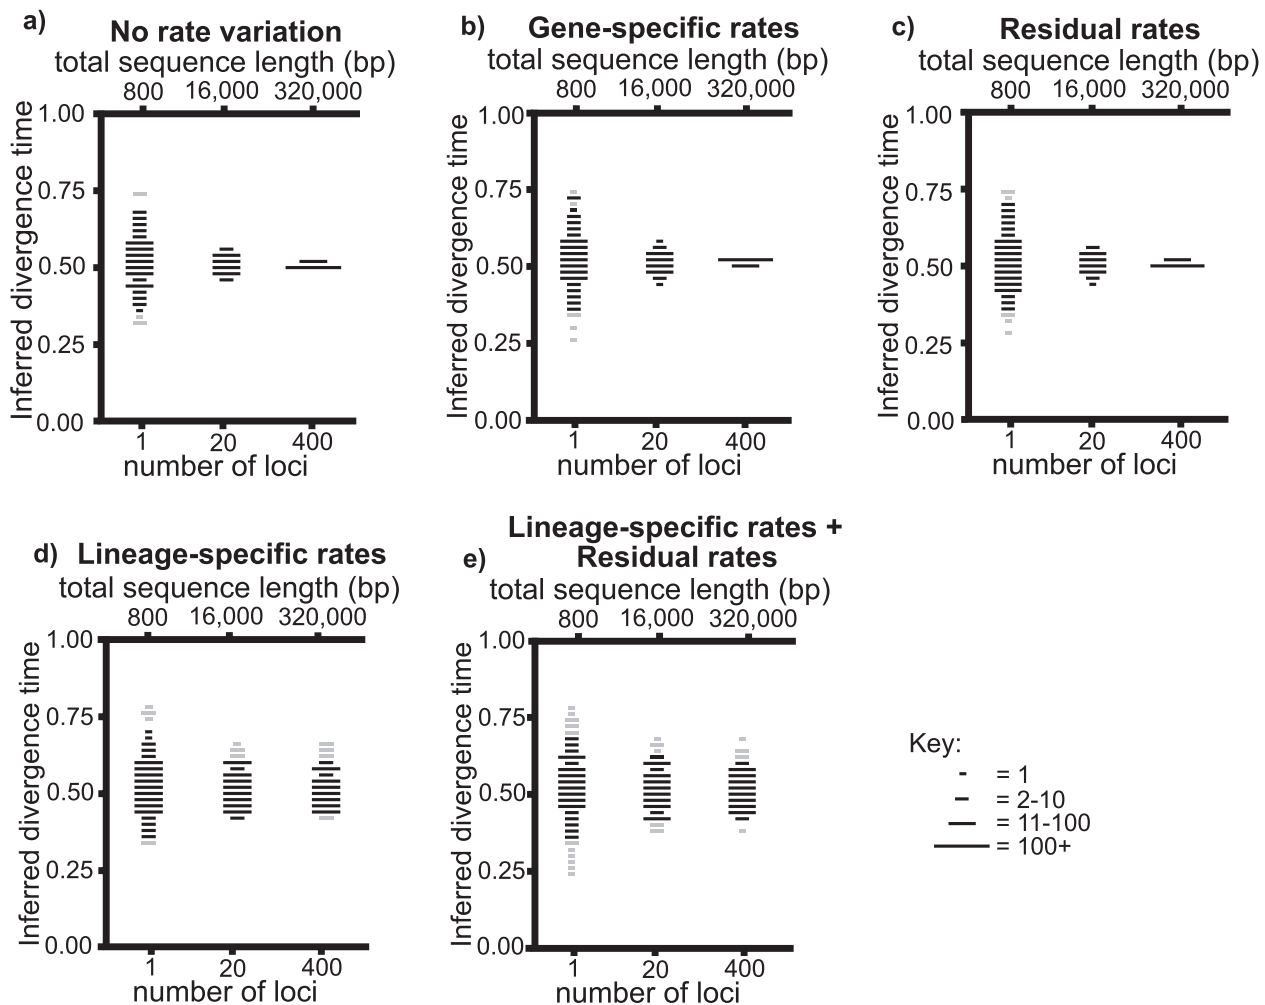 a)
No rate variation
total sequence length (bp)
800 16,000 320,000
Inferred divergence time
1.00
0.75
0.50
0.25
0.00
1 20 400
number of loci
b)
Gene-specific rates
total sequence length (bp)
800 16,000 320,000
Inferred divergence time
1.00
0.75
0.50
0.25
0.00
1 20 400
number of loci
c)
Residual rates
total sequence length (bp)
800 16,000 320,000
Inferred divergence time
1.00
0.75
0.50
0.25
0.00
1 20 400
number of loci
d)
Lineage-specific rates
total sequence length (bp)
800 16,000 320,000
Inferred divergence time
1.00
0.75
0.50
0.25
0.00
1 20 400
number of loci
e)
Lineage-specific rates +
Residual rates
total sequence length (bp)
800 16,000 320,000
Inferred divergence time
1.00
0.75
0.50
0.25
0.00
1 20 400
number of loci
Key:
= 1
= 2-10
= 11-100
= 100+